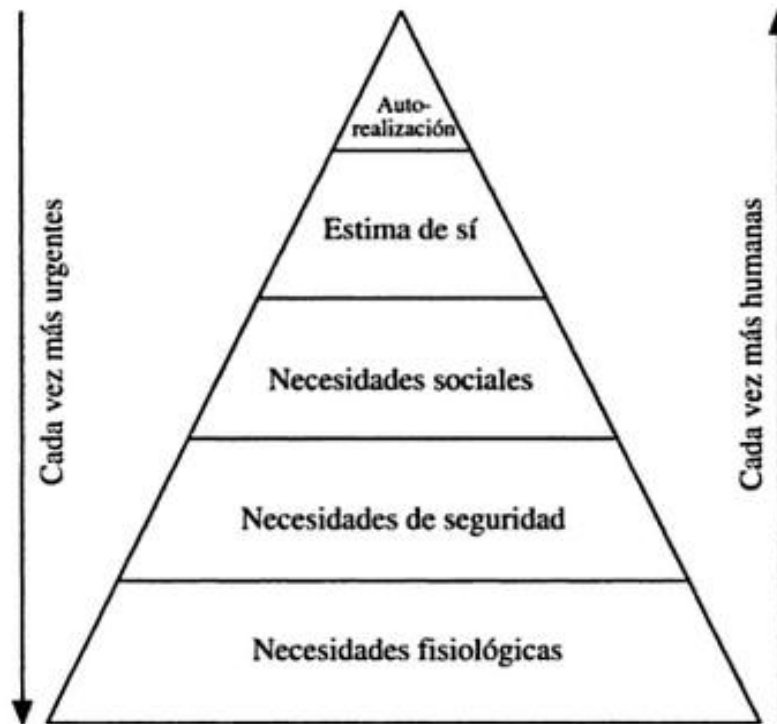 Cada vez más urgentes
Auto-
realización
Estima de sí
Necesidades sociales
Necesidades de seguridad
Necesidades fisiológicas
Cada vez más humanas